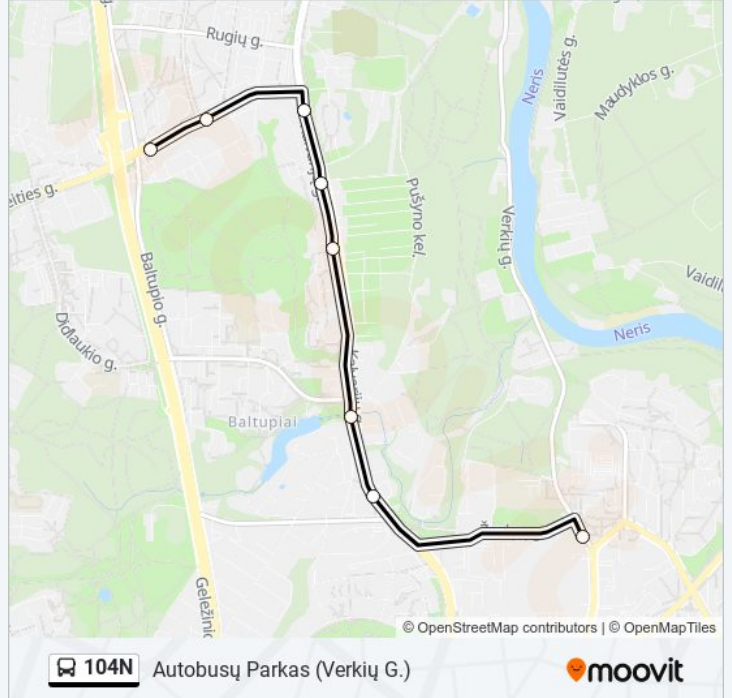 Rugių g.
Neris
Vaidilutės g.
Maudyklos g.
Pušyno kel.
Verkių g.
eities g.
Baltupio g.
Vaidil
Neris
Didlaukio g.
Baltupiai
Geležinio
© OpenStreetMap contributors | © OpenMapTiles
104N Autobusų Parkas (Verkių G.) moovit